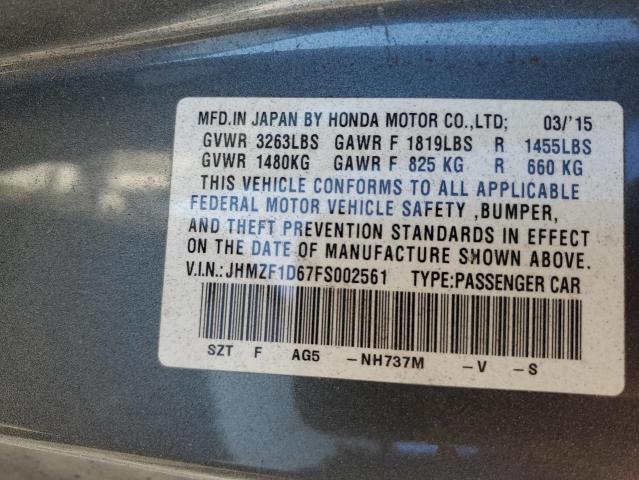 MFD.IN JAPAN BY HONDA MOTOR CO.,LTD; 03/'15
GVWR 3263LBS GAWR F 1819LBS R 1455LBS
GVWR 1480KG GAWR F 825 KG R 660 KG
THIS VEHICLE CONFORMS TO ALL APPLICABLE
FEDERAL MOTOR VEHICLE SAFETY ,BUMPER,
AND THEFT PREVENTION STANDARDS IN EFFECT
ON THE DATE OF MANUFACTURE SHOWN ABOVE.
V.I.N.: JHMZF1D67FS002561 TYPE:PASSENGER CAR
SZT F AG5 -NH737M -V -S